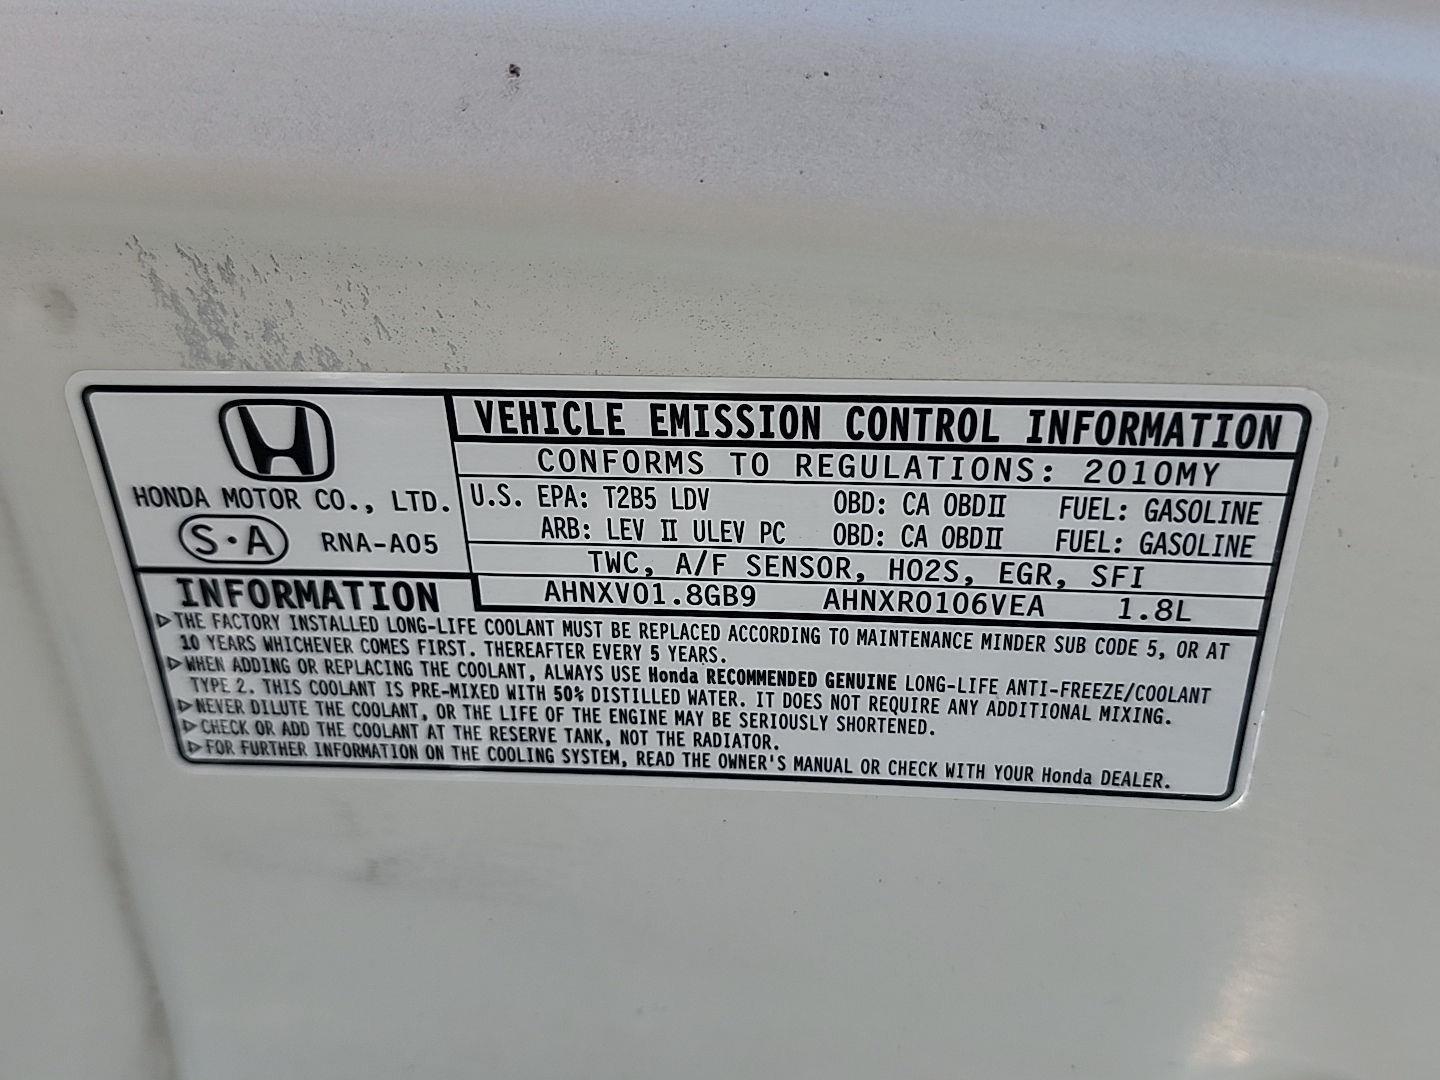 VEHICLE EMISSION CONTROL INFORMATION
CONFORMS TO REGULATIONS: 2010MY
HONDA MOTOR CO., LTD.
S·A RNA-A05
U.S. EPA: T2B5 LDV OBD: CA OBDⅡ FUEL: GASOLINE
ARB: LEV Ⅱ ULEV PC OBD: CA OBDⅡ FUEL: GASOLINE
TWC, A/F SENSOR, HO2S, EGR, SFI
AHNXV01.8GB9 AHNXR0106VEA 1.8L
INFORMATION
▷THE FACTORY INSTALLED LONG-LIFE COOLANT MUST BE REPLACED ACCORDING TO MAINTENANCE MINDER SUB CODE 5, OR AT
10 YEARS WHICHEVER COMES FIRST. THEREAFTER EVERY 5 YEARS.
▷WHEN ADDING OR REPLACING THE COOLANT, ALWAYS USE Honda RECOMMENDED GENUINE LONG-LIFE ANTI-FREEZE/COOLANT
TYPE 2. THIS COOLANT IS PRE-MIXED WITH 50% DISTILLED WATER. IT DOES NOT REQUIRE ANY ADDITIONAL MIXING.
▷NEVER DILUTE THE COOLANT, OR THE LIFE OF THE ENGINE MAY BE SERIOUSLY SHORTENED.
▷CHECK OR ADD THE COOLANT AT THE RESERVE TANK, NOT THE RADIATOR.
▷FOR FURTHER INFORMATION ON THE COOLING SYSTEM, READ THE OWNER'S MANUAL OR CHECK WITH YOUR Honda DEALER.